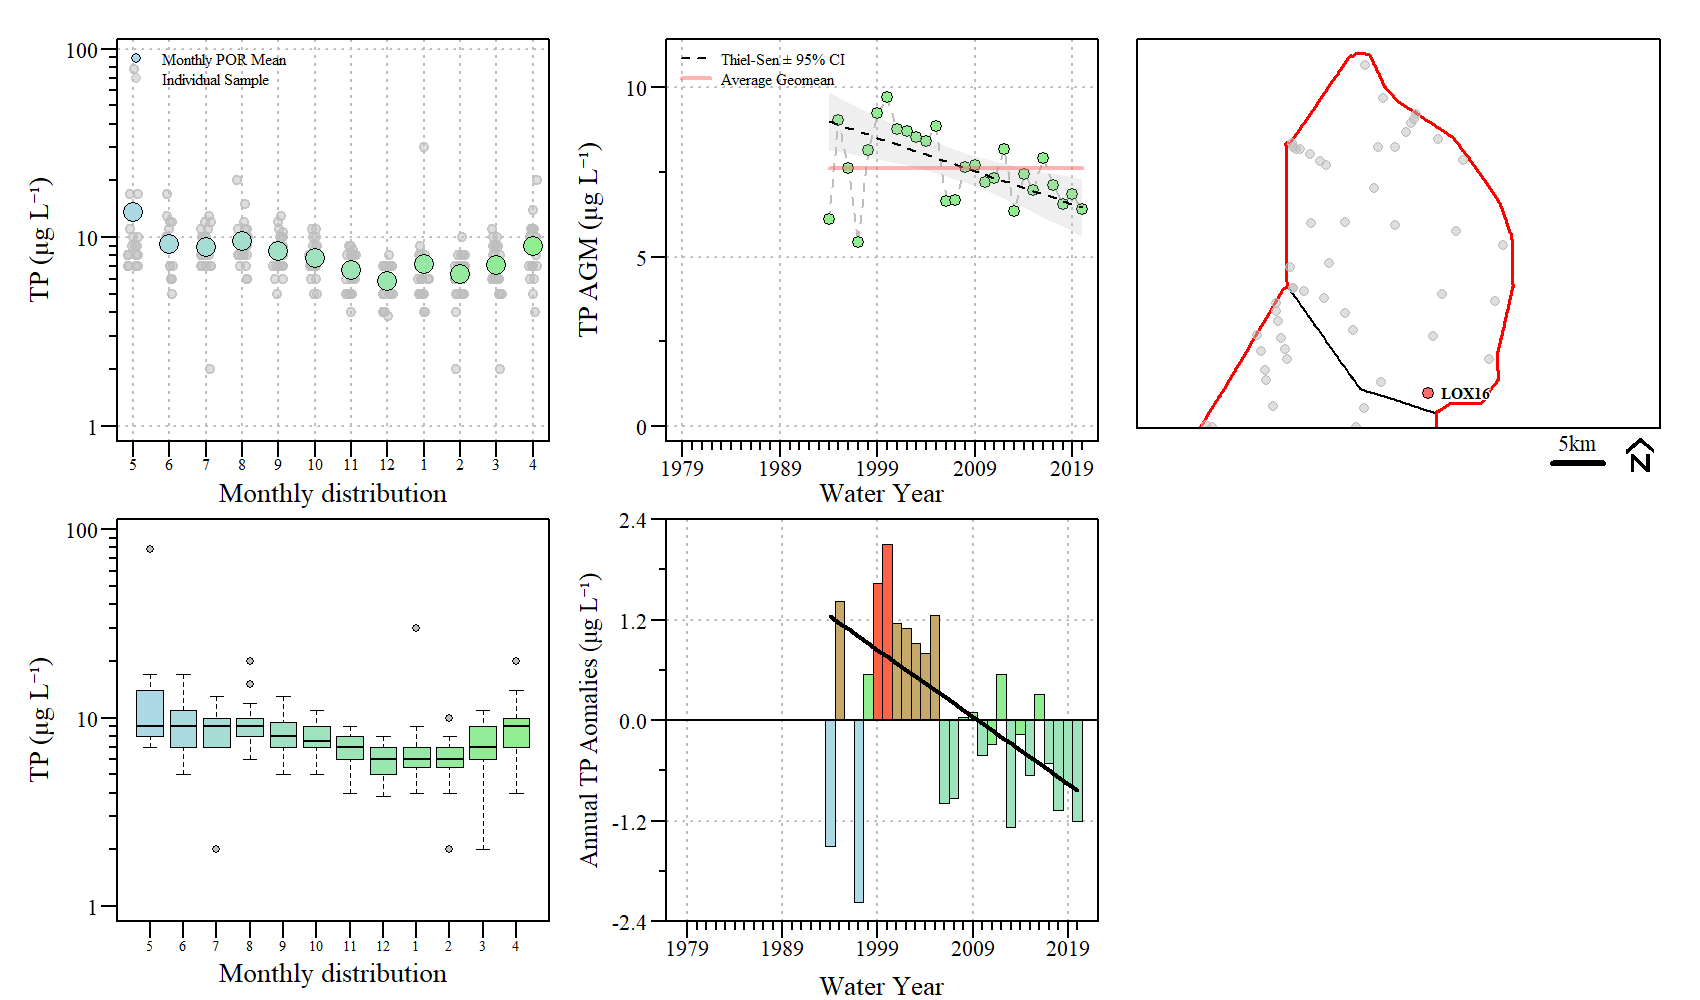 100
10
1
TP (µg L⁻¹)
Monthly POR Mean
Individual Sample
5 6 7 8 9 10 11 12 1 2 3 4
Monthly distribution
10
5
0
TP AGM (µg L⁻¹)
Thiel-Sen ± 95% CI
Average Geomean
1979 1989 1999 2009 2019
Water Year
LOX16
5km
N
100
10
1
TP (µg L⁻¹)
5 6 7 8 9 10 11 12 1 2 3 4
Monthly distribution
2.4
1.2
0.0
-1.2
-2.4
Annual TP Aomalies (µg L⁻¹)
1979 1989 1999 2009 2019
Water Year